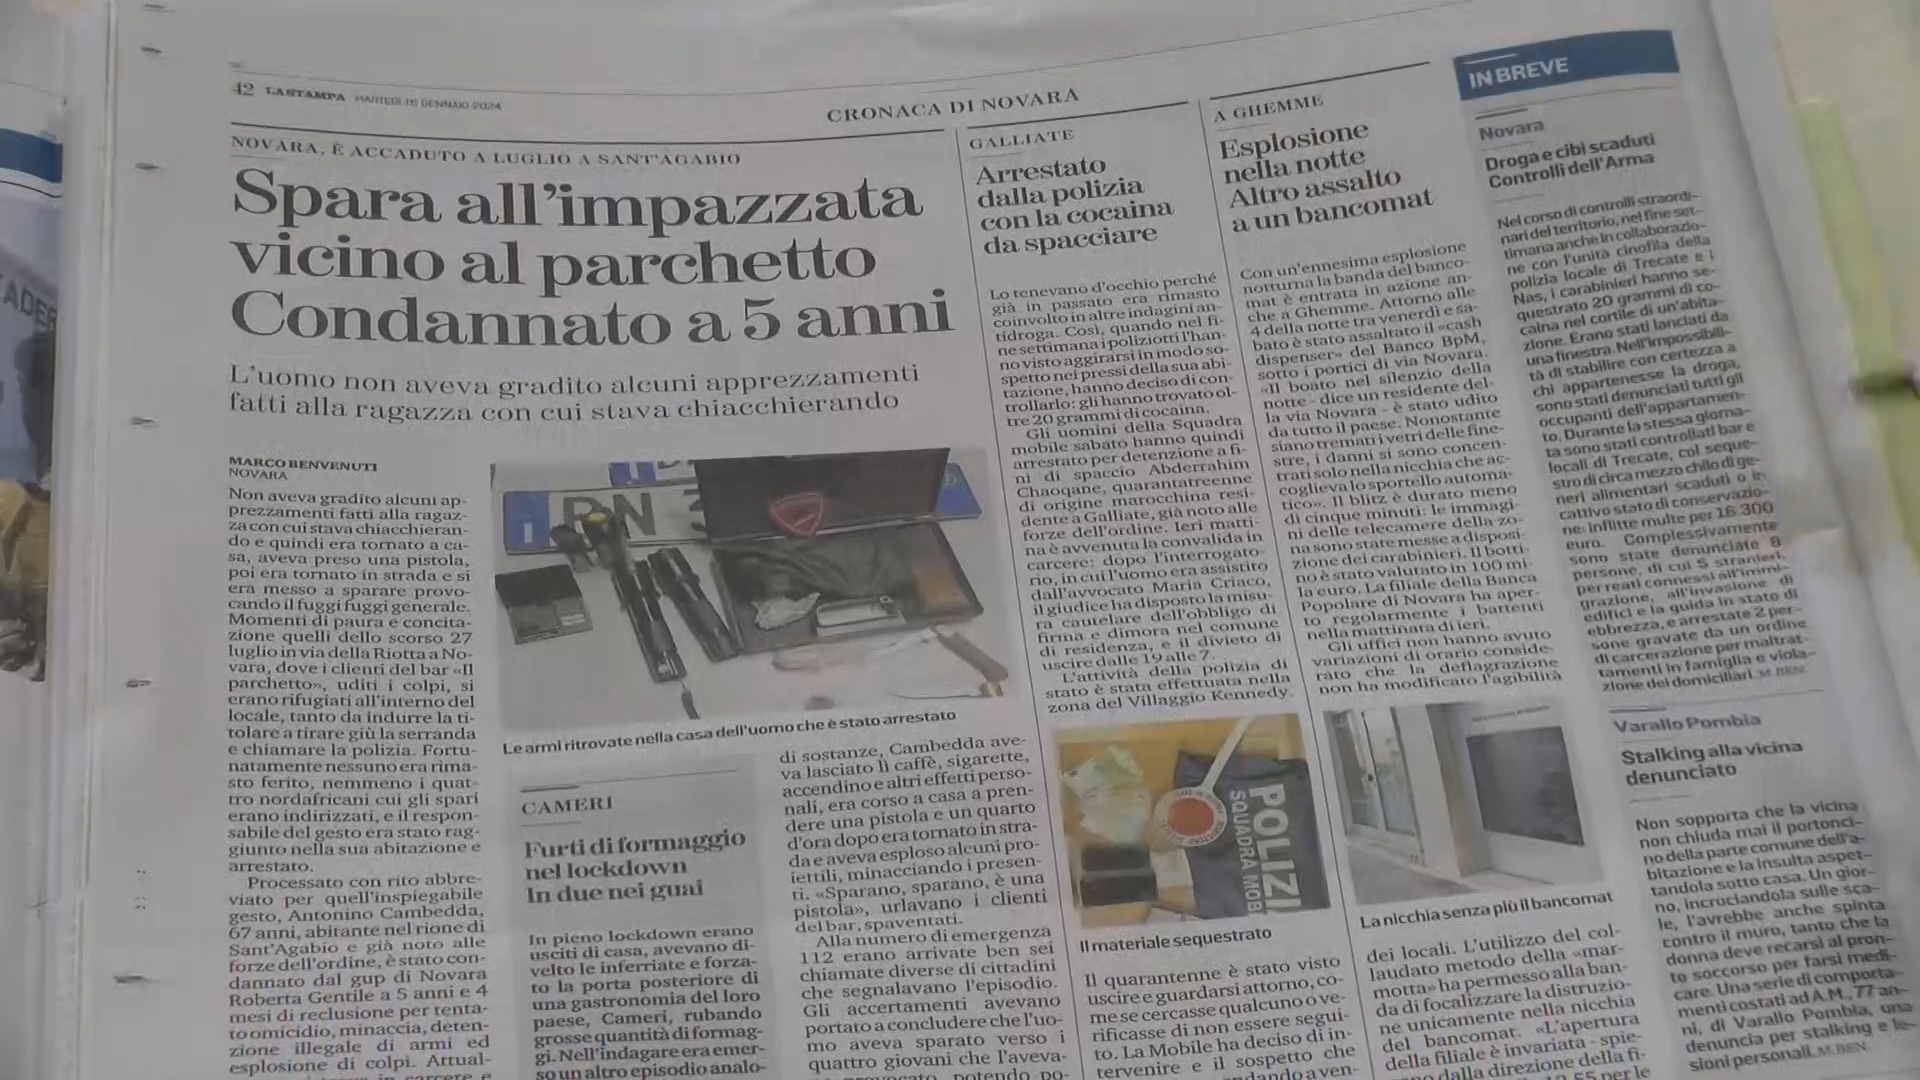 42 LA STAMPA MARTEDÌ 16 GENNAIO 2024
CRONACA DI NOVARA
NOVARA, È ACCADUTO A LUGLIO A SANT'AGABIO
Spara all'impazzata
vicino al parchetto
Condannato a 5 anni
L'uomo non aveva gradito alcuni apprezzamenti
fatti alla ragazza con cui stava chiacchierando
MARCO BENVENUTI
NOVARA
Non aveva gradito alcuni ap-
prezzamenti fatti alla ragaz-
za con cui stava chiacchieran-
do e quindi era tornato a ca-
sa, aveva preso una pistola,
poi era tornato in strada e si
era messo a sparare provo-
cando il fuggi fuggi generale.
Momenti di paura e concita-
zione quelli dello scorso 27
luglio in via della Riotta a No-
vara, dove i clienti del bar «Il
parchetto», uditi i colpi, si
erano rifugiati all'interno del
locale, tanto da indurre la ti-
tolare a tirare giù la serranda
e chiamare la polizia. Fortu-
natamente nessuno era rima-
sto ferito, nemmeno i quat-
tro nordafricani cui gli spari
erano indirizzati, e il respon-
sabile del gesto era stato rag-
giunto nella sua abitazione e
arrestato.
Processato con rito abbre-
viato per quell'inspiegabile
gesto, Antonino Cambedda,
67 anni, abitante nel rione di
Sant'Agabio e già noto alle
forze dell'ordine, è stato con-
dannato dal gup di Novara
Roberta Gentile a 5 anni e 4
mesi di reclusione per tenta-
to omicidio, minaccia, deten-
zione illegale di armi ed
esplosione di colpi. Attual-
Le armi ritrovate nella casa dell'uomo che è stato arrestato
CAMERI
Furti di formaggio
nel lockdown
In due nei guai
In pieno lockdown erano
usciti di casa, avevano di-
velto le inferriate e forza-
to la porta posteriore di
una gastronomia del loro
paese, Cameri, rubando
grosse quantità di formag-
gi. Nell'indagare era emer-
so un altro episodio analo-
di sostanze, Cambedda ave-
va lasciato lì caffè, sigarette,
accendino e altri effetti perso-
nali, era corso a casa a pren-
dere una pistola e un quarto
d'ora dopo era tornato in stra-
da e aveva esploso alcuni pro-
iettili, minacciando i presen-
ti. «Sparano, sparano, è una
pistola», urlavano i clienti
del bar, spaventati.
Alla numero di emergenza
112 erano arrivate ben sei
chiamate diverse di cittadini
che segnalavano l'episodio.
Gli accertamenti avevano
portato a concludere che l'uo-
mo aveva sparato verso i
quattro giovani che l'aveva-
GALLIATE
Arrestato
dalla polizia
con la cocaina
da spacciare
Lo tenevano d'occhio perché
già in passato era rimasto
coinvolto in altre indagini an-
tidroga. Così, quando nel fi-
ne settimana i poliziotti l'han-
no visto aggirarsi in modo so-
spetto nei pressi della sua abi-
tazione, hanno deciso di con-
trollarlo: gli hanno trovato ol-
tre 20 grammi di cocaina.
Gli uomini della Squadra
mobile sabato hanno quindi
arrestato per detenzione a fi-
ni di spaccio Abderrahim
Chaoqane, quarantatreenne
di origine marocchina resi-
dente a Galliate, già noto alle
forze dell'ordine. Ieri matti-
na è avvenuta la convalida in
carcere: dopo l'interrogato-
rio, in cui l'uomo era assistito
dall'avvocato Maria Criaco,
il giudice ha disposto la misu-
ra cautelare dell'obbligo di
firma e dimora nel comune
di residenza, e il divieto di
uscire dalle 19 alle 7.
L'attività della polizia di
stato è stata effettuata nella
zona del Villaggio Kennedy.
POLIZI
SQUADRA MOB
Il materiale sequestrato
Il quarantenne è stato visto
uscire e guardarsi attorno, co-
me se cercasse qualcuno o ve-
rificasse di non essere segui-
to. La Mobile ha deciso di in-
tervenire e il sospetto che
A GHEMME
Esplosione
nella notte
Altro assalto
a un bancomat
Con un'ennesima esplosione
notturna la banda del banco-
mat è entrata in azione an-
che a Ghemme. Attorno alle
4 della notte tra venerdì e sa-
bato è stato assaltato il «cash
dispenser» del Banco BpM,
sotto i portici di via Novara.
«Il boato nel silenzio della
notte - dice un residente del-
la via Novara - è stato udito
da tutto il paese. Nonostante
siano tremati i vetri delle fine-
stre, i danni si sono concen-
trati solo nella nicchia che ac-
coglieva lo sportello automa-
tico». Il blitz è durato meno
di cinque minuti: le immagi-
ni delle telecamere della zo-
na sono state messe a disposi-
zione dei carabinieri. Il botti-
no è stato valutato in 100 mi-
la euro. La filiale della Banca
Popolare di Novara ha aper-
to regolarmente i battenti
nella mattinata di ieri.
Gli uffici non hanno avuto
variazioni di orario conside-
rato che la deflagrazione
non ha modificato l'agibilità
La nicchia senza più il bancomat
dei locali. L'utilizzo del col-
laudato metodo della «mar-
motta» ha permesso alla ban-
da di focalizzare la distruzio-
ne unicamente nella nicchia
del bancomat. «L'apertura
della filiale è invariata - spie-
IN BREVE
Novara
Droga e cibi scaduti
Controlli dell'Arma
Nel corso di controlli straordi-
nari del territorio, nel fine set-
timana anche in collaborazio-
ne con l'unità cinofila della
polizia locale di Trecate e i
Nas, i carabinieri hanno se-
questrato 20 grammi di co-
caina nel cortile di un'abita-
zione. Erano stati lanciati da
una finestra. Nell'impossibili-
tà di stabilire con certezza a
chi appartenesse la droga,
sono stati denunciati tutti gli
occupanti dell'appartamen-
to. Durante la stessa giorna-
ta sono stati controllati bar e
locali di Trecate, col seque-
stro di circa mezzo chilo di ge-
neri alimentari scaduti o in
cattivo stato di conservazio-
ne: inflitte multe per 16.300
euro. Complessivamente
sono state denunciate 8
persone, di cui 5 stranieri,
per reati connessi all'immi-
grazione, all'invasione di
edifici e la guida in stato di
ebbrezza, e arrestate 2 per-
sone gravate da un ordine
di carcerazione per maltrat-
tamenti in famiglia e viola-
zione dei domiciliari. M. BEN.
Varallo Pombia
Stalking alla vicina
denunciato
Non sopporta che la vicina
non chiuda mai il portonci-
no della parte comune dell'a-
bitazione e la insulta aspet-
tandola sotto casa. Un gior-
no, incrociandola sulle sca-
le, l'avrebbe anche spinta
contro il muro, tanto che la
donna deve recarsi al pron-
to soccorso per farsi medi-
care. Una serie di comporta-
menti costati ad A.M., 77 an-
ni, di Varallo Pombia, una
denuncia per stalking e le-
sioni personali. M. BEN.